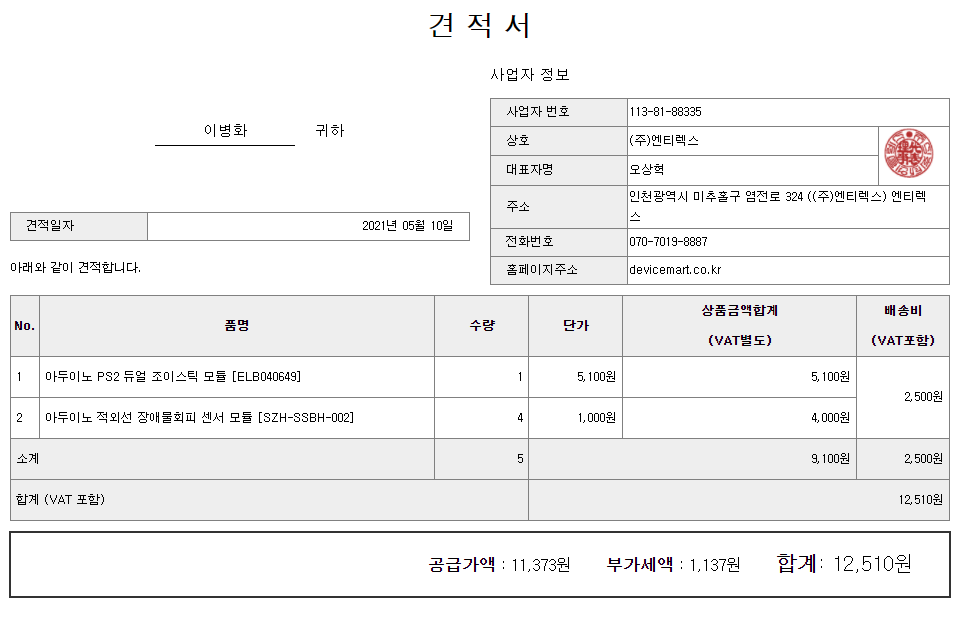 견 적 서
사업자 정보
이병화 귀하
사업자 번호 113-81-88335
상호 (주)엔티렉스
대표자명 오상혁
주소 인천광역시 미추홀구 염전로 324 ((주)엔티렉스) 엔티렉
스
전화번호 070-7019-8887
홈페이지주소 devicemart.co.kr
견적일자 2021년 05월 10일
아래와 같이 견적합니다.
No. 품명 수량 단가 상품금액합계 배송비
(VAT별도) (VAT포함)
1 아두이노 PS2 듀얼 조이스틱 모듈 [ELB040649] 1 5,100원 5,100원 2,500원
2 아두이노 적외선 장애물회피 센서 모듈 [SZH-SSBH-002] 4 1,000원 4,000원
소계 5 9,100원 2,500원
합계 (VAT 포함) 12,510원
공급가액 : 11,373원 부가세액 : 1,137원 합계: 12,510원